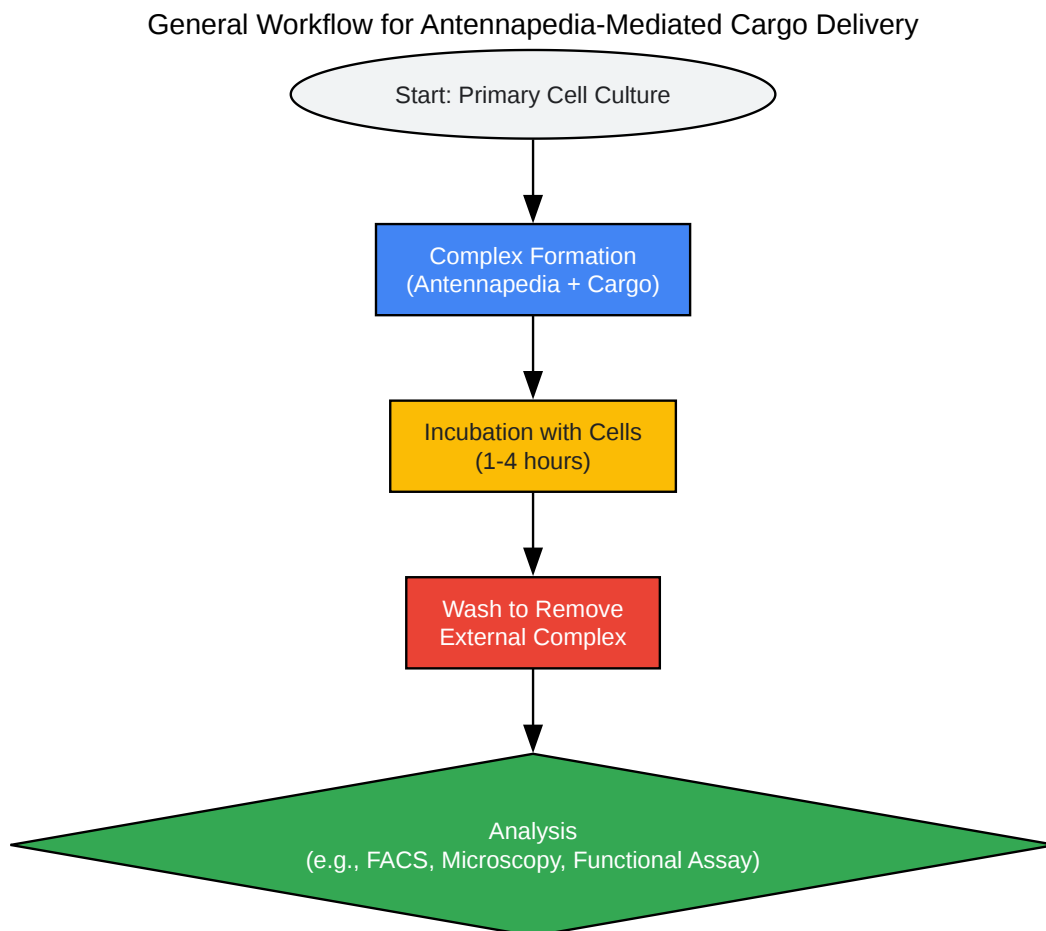 General Workflow for Antennapedia-Mediated Cargo Delivery
Start: Primary Cell Culture
Complex Formation
(Antennapedia + Cargo)
Incubation with Cells
(1-4 hours)
Wash to Remove
External Complex
Analysis
(e.g., FACS, Microscopy, Functional Assay)